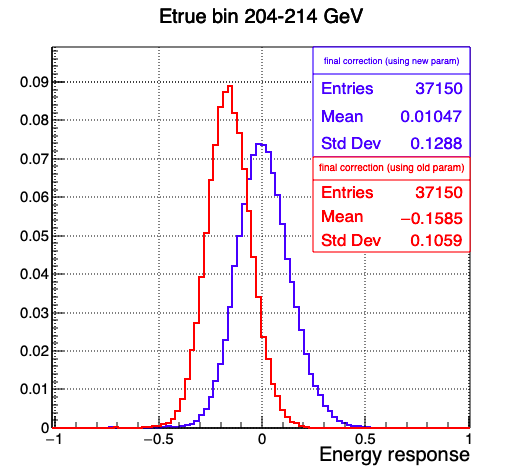 Etrue bin 204-214 GeV
final correction (using new param)
Entries 37150
Mean 0.01047
Std Dev 0.1288
final correction (using old param)
Entries 37150
Mean −0.1585
Std Dev 0.1059
0.09
0.08
0.07
0.06
0.05
0.04
0.03
0.02
0.01
0
−1 −0.5 0 0.5 1
Energy response